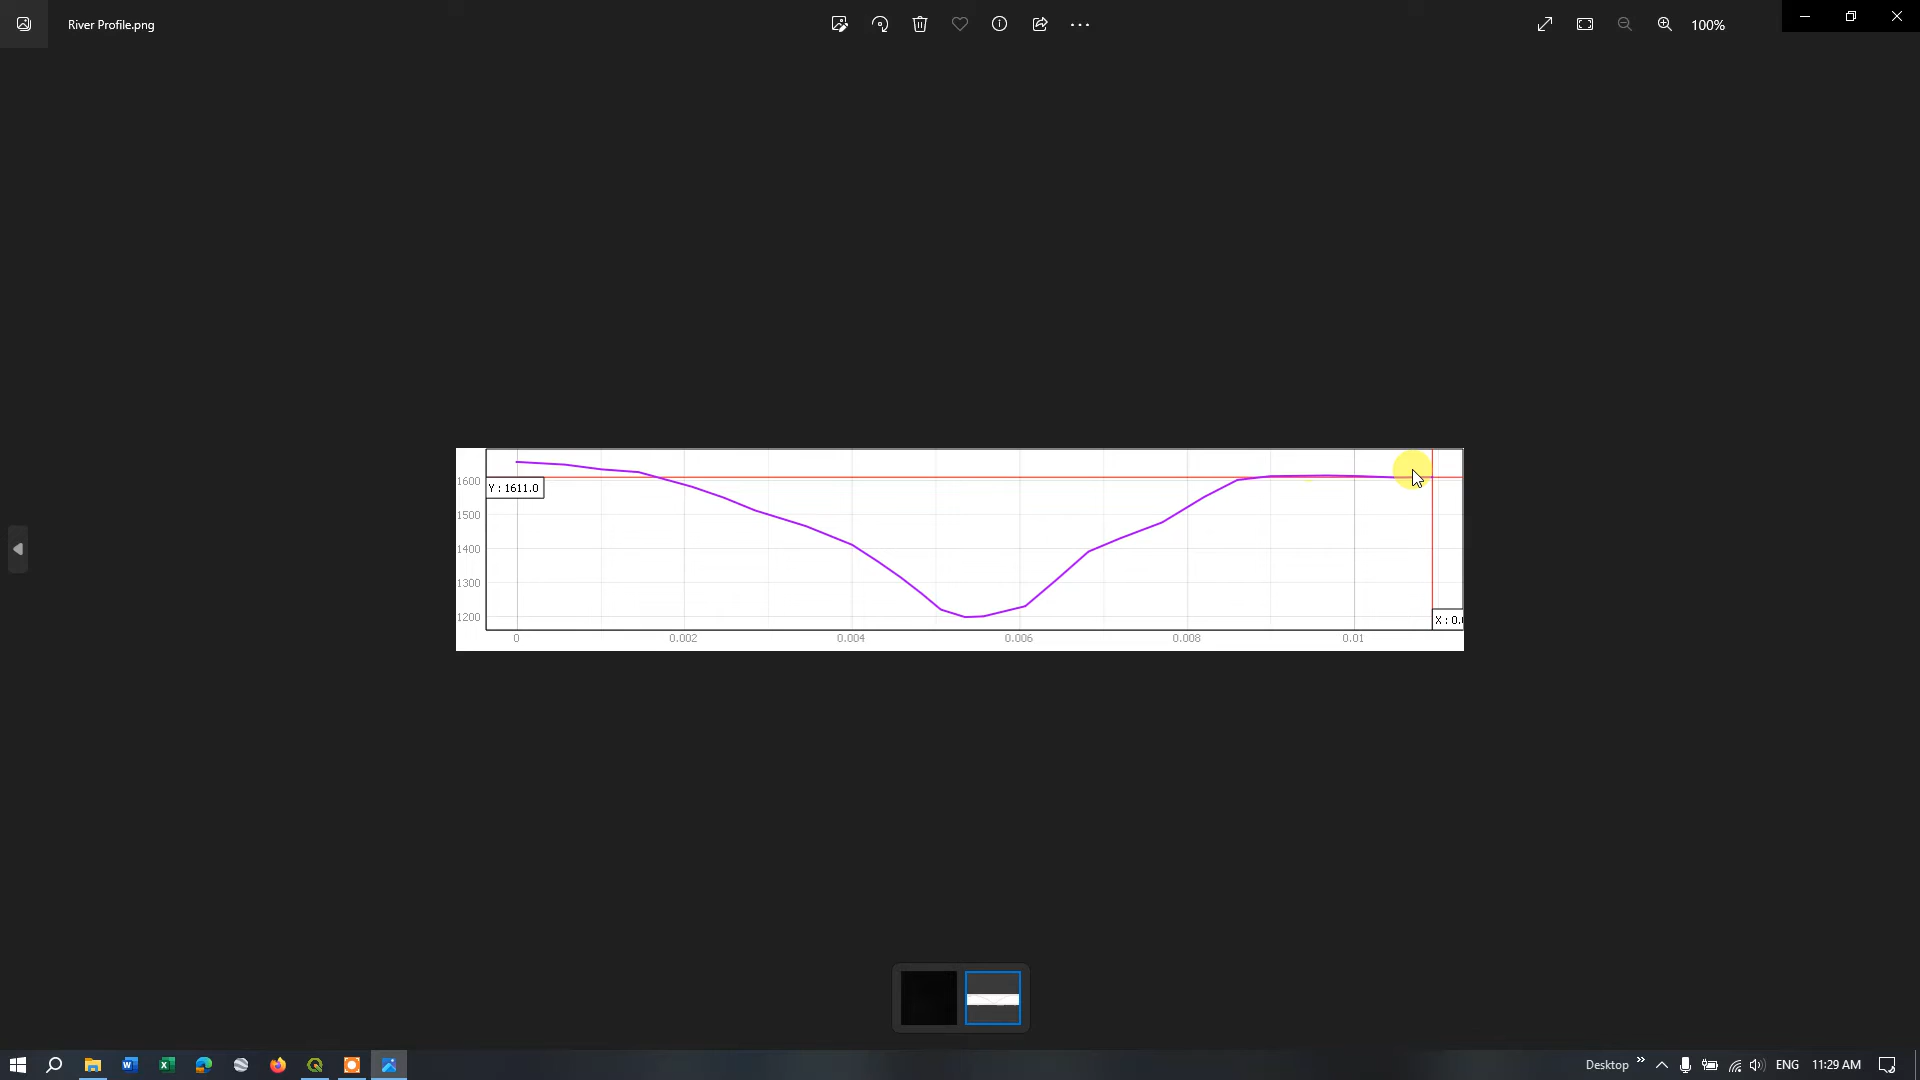 River Profile.png
100%
1600
Y : 1611.0
1500
1400
1300
1200
X : 0.
0
0.002
0.004
0.006
0.008
0.01
Desktop
ENG
11:29 AM